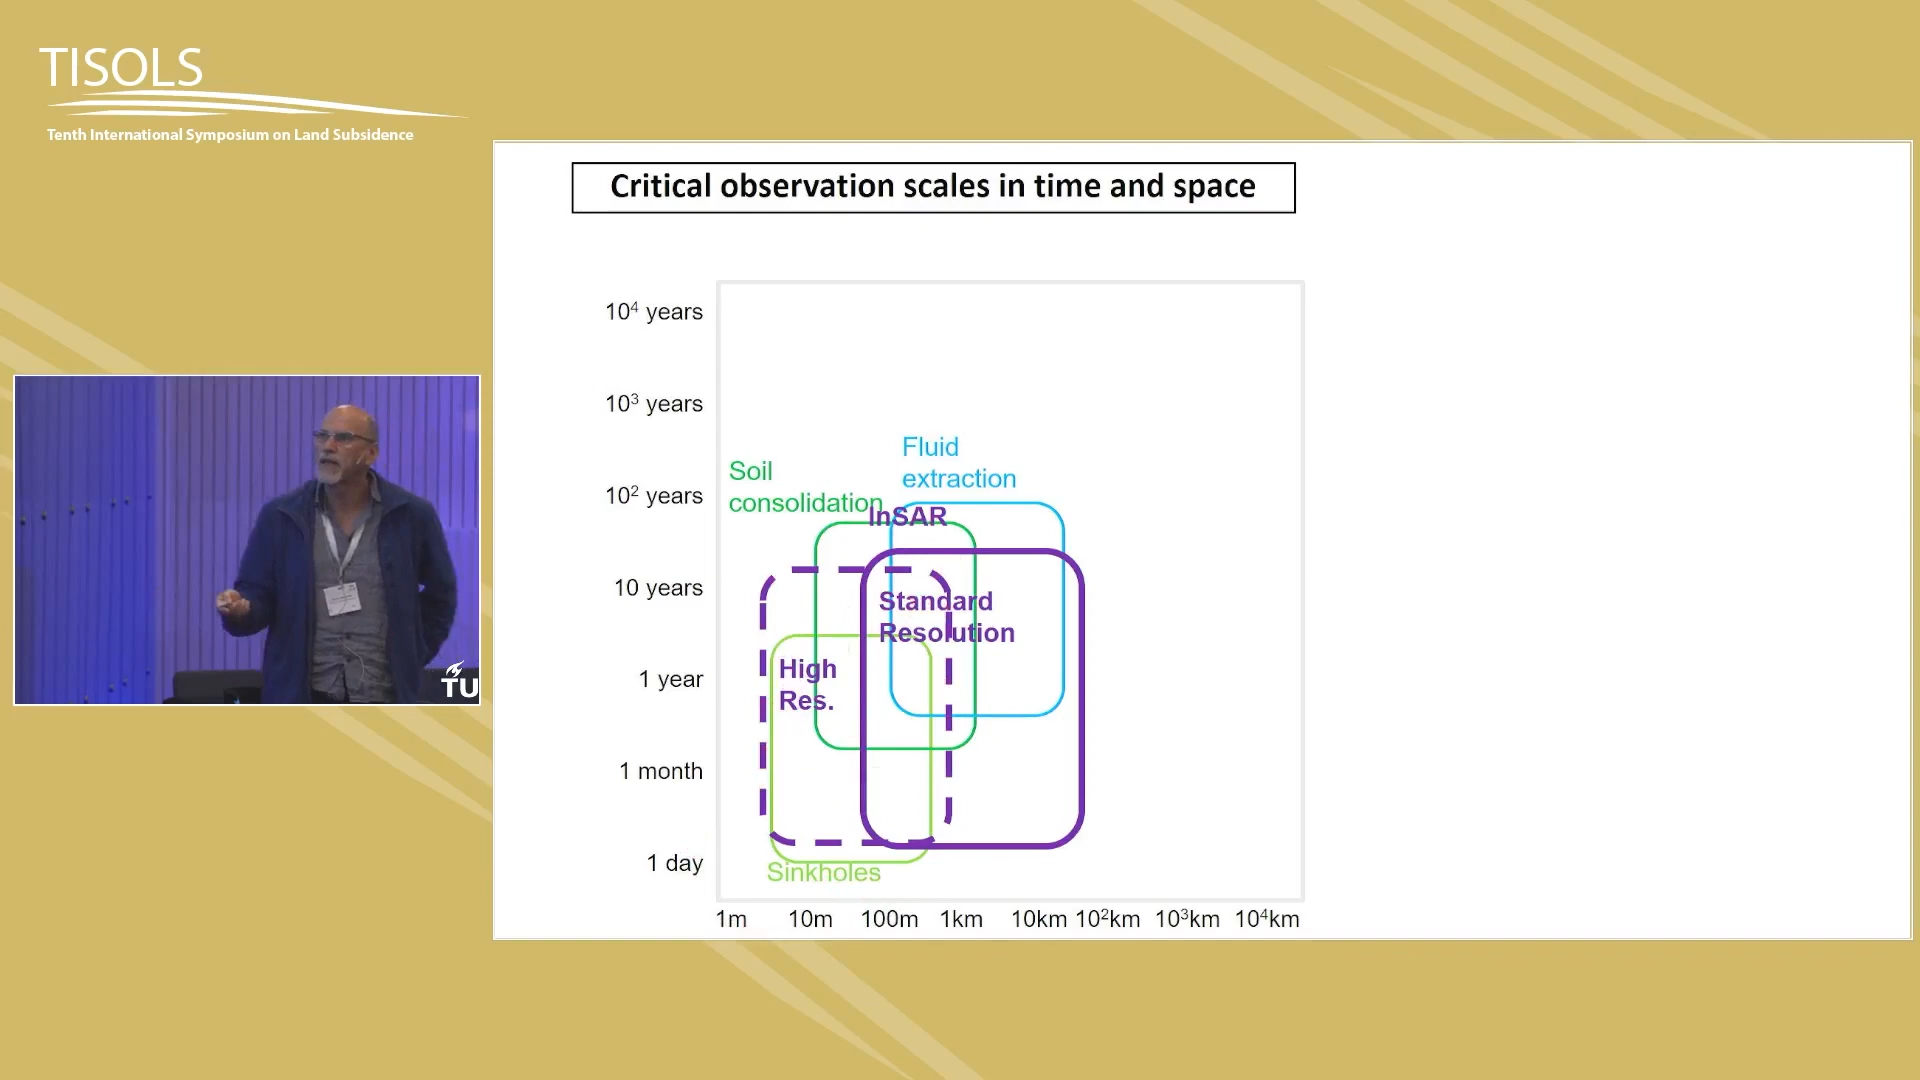 TISOLS
Tenth International Symposium on Land Subsidence
Critical observation scales in time and space
10⁴ years
10³ years
10² years
10 years
1 year
1 month
1 day
Fluid
extraction
Soil
consolidation
InSAR
Standard
Resolution
High
Res.
Sinkholes
1m 10m 100m 1km 10km 10²km 10³km 10⁴km
TU